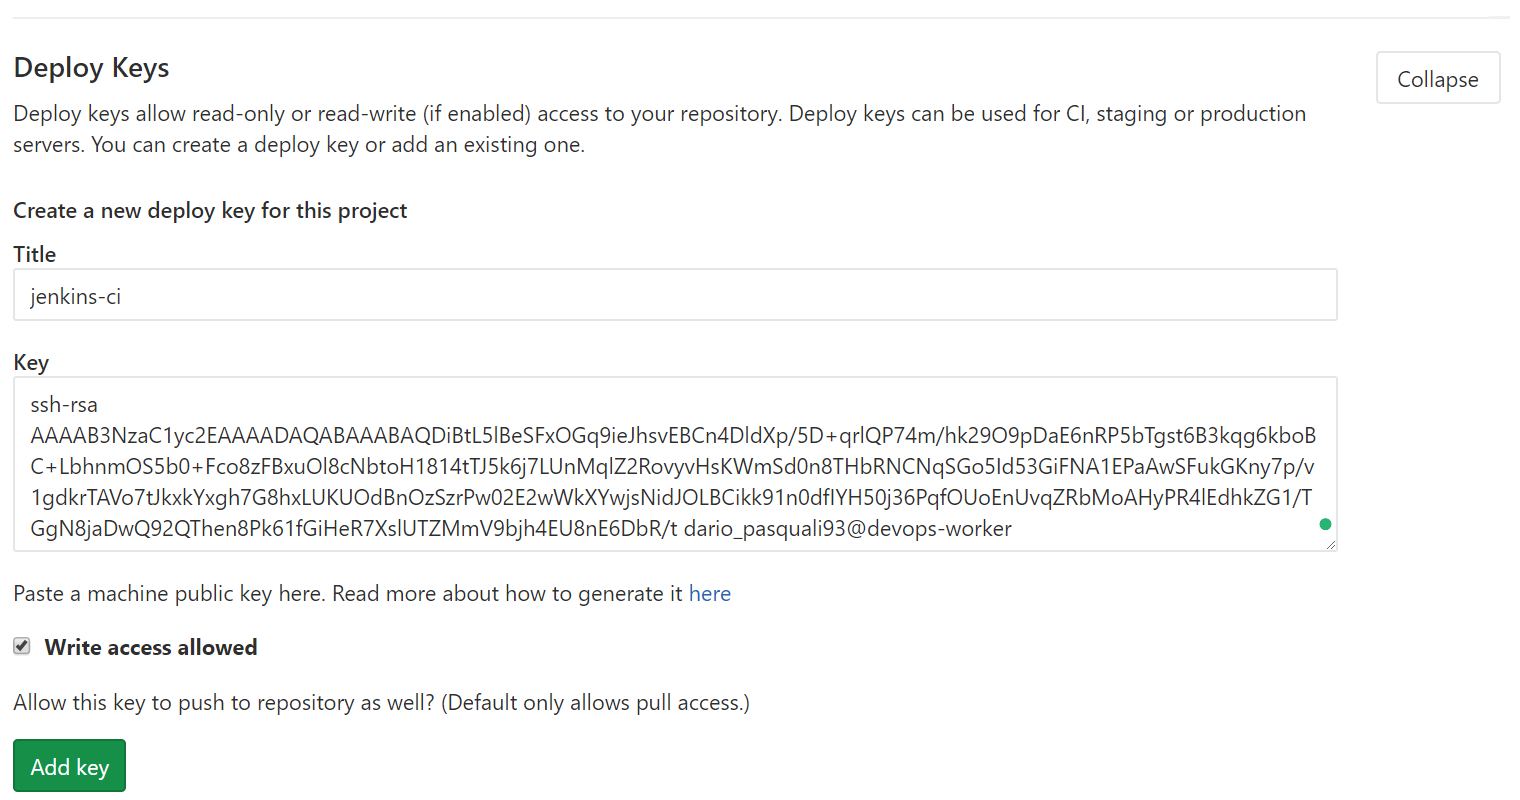 Deploy Keys
Collapse
Deploy keys allow read-only or read-write (if enabled) access to your repository. Deploy keys can be used for CI, staging or production
servers. You can create a deploy key or add an existing one.
Create a new deploy key for this project
Title
jenkins-ci
Key
ssh-rsa
AAAAB3NzaC1yc2EAAAADAQABAAABAQDiBtL5lBeSFxOGq9ieJhsvEBCn4DldXp/5D+qrlQP74m/hk29O9pDaE6nRP5bTgst6B3kqg6kboB
C+LbhnmOS5b0+Fco8zFBxuOl8cNbtoH1814tTJ5k6j7LUnMqlZ2RovyvHsKWmSd0n8THbRNCNqSGo5Id53GiFNA1EPaAwSFukGKny7p/v
1gdkrTAVo7tJkxkYxgh7G8hxLUKUOdBnOzSzrPw02E2wWkXYwjsNidJOLBCikk91n0dfIYH50j36PqfOUoEnUvqZRbMoAHyPR4lEdhkZG1/T
GgN8jaDwQ92QThen8Pk61fGiHeR7XslUTZMmV9bjh4EU8nE6DbR/t dario_pasquali93@devops-worker
Paste a machine public key here. Read more about how to generate it here
Write access allowed
Allow this key to push to repository as well? (Default only allows pull access.)
Add key